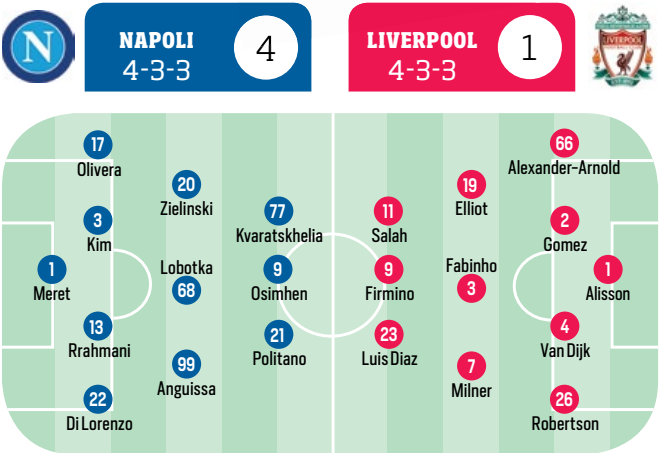 N
NAPOLI
4-3-3
4
LIVERPOOL
4-3-3
1
LIVERPOOL
17
Olivera
3
Kim
1
Meret
13
Rrahmani
22
Di Lorenzo
20
Zielinski
Lobotka
68
99
Anguissa
77
Kvaratskhelia
9
Osimhen
21
Politano
11
Salah
9
Firmino
23
Luis Diaz
19
Elliot
Fabinho
3
7
Milner
66
Alexander-Arnold
2
Gomez
1
Alisson
4
Van Dijk
26
Robertson